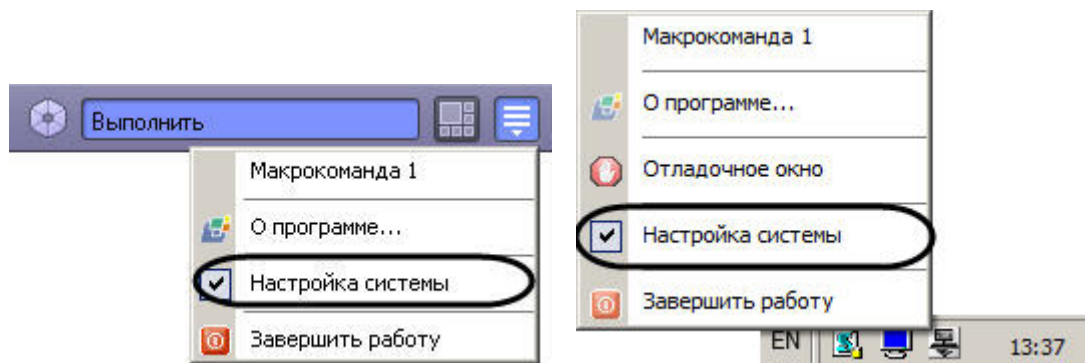 Выполнить
Макрокоманда 1
О программе...
Настройка системы
Завершить работу
Макрокоманда 1
О программе...
Отладочное окно
Настройка системы
Завершить работу
EN 13:37